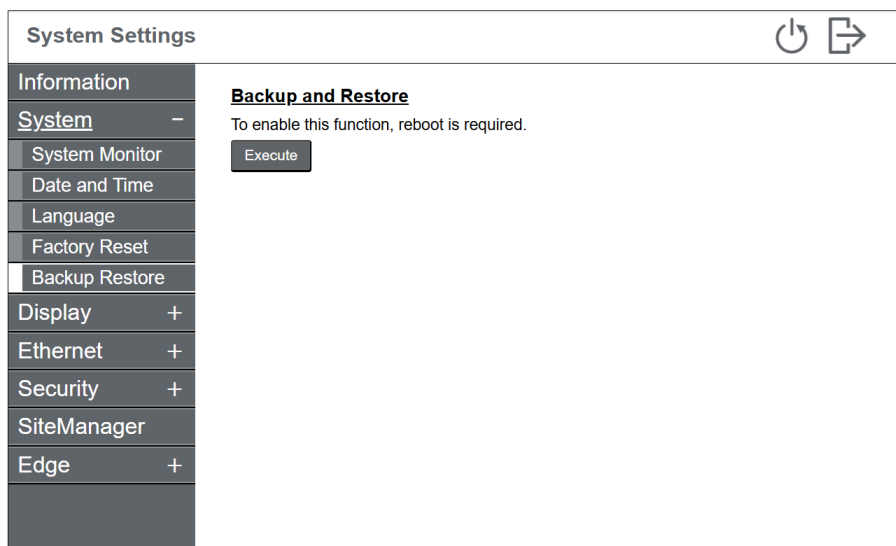 System Settings
Information
System −
System Monitor
Date and Time
Language
Factory Reset
Backup Restore
Display +
Ethernet +
Security +
SiteManager
Edge +
Backup and Restore
To enable this function, reboot is required.
Execute